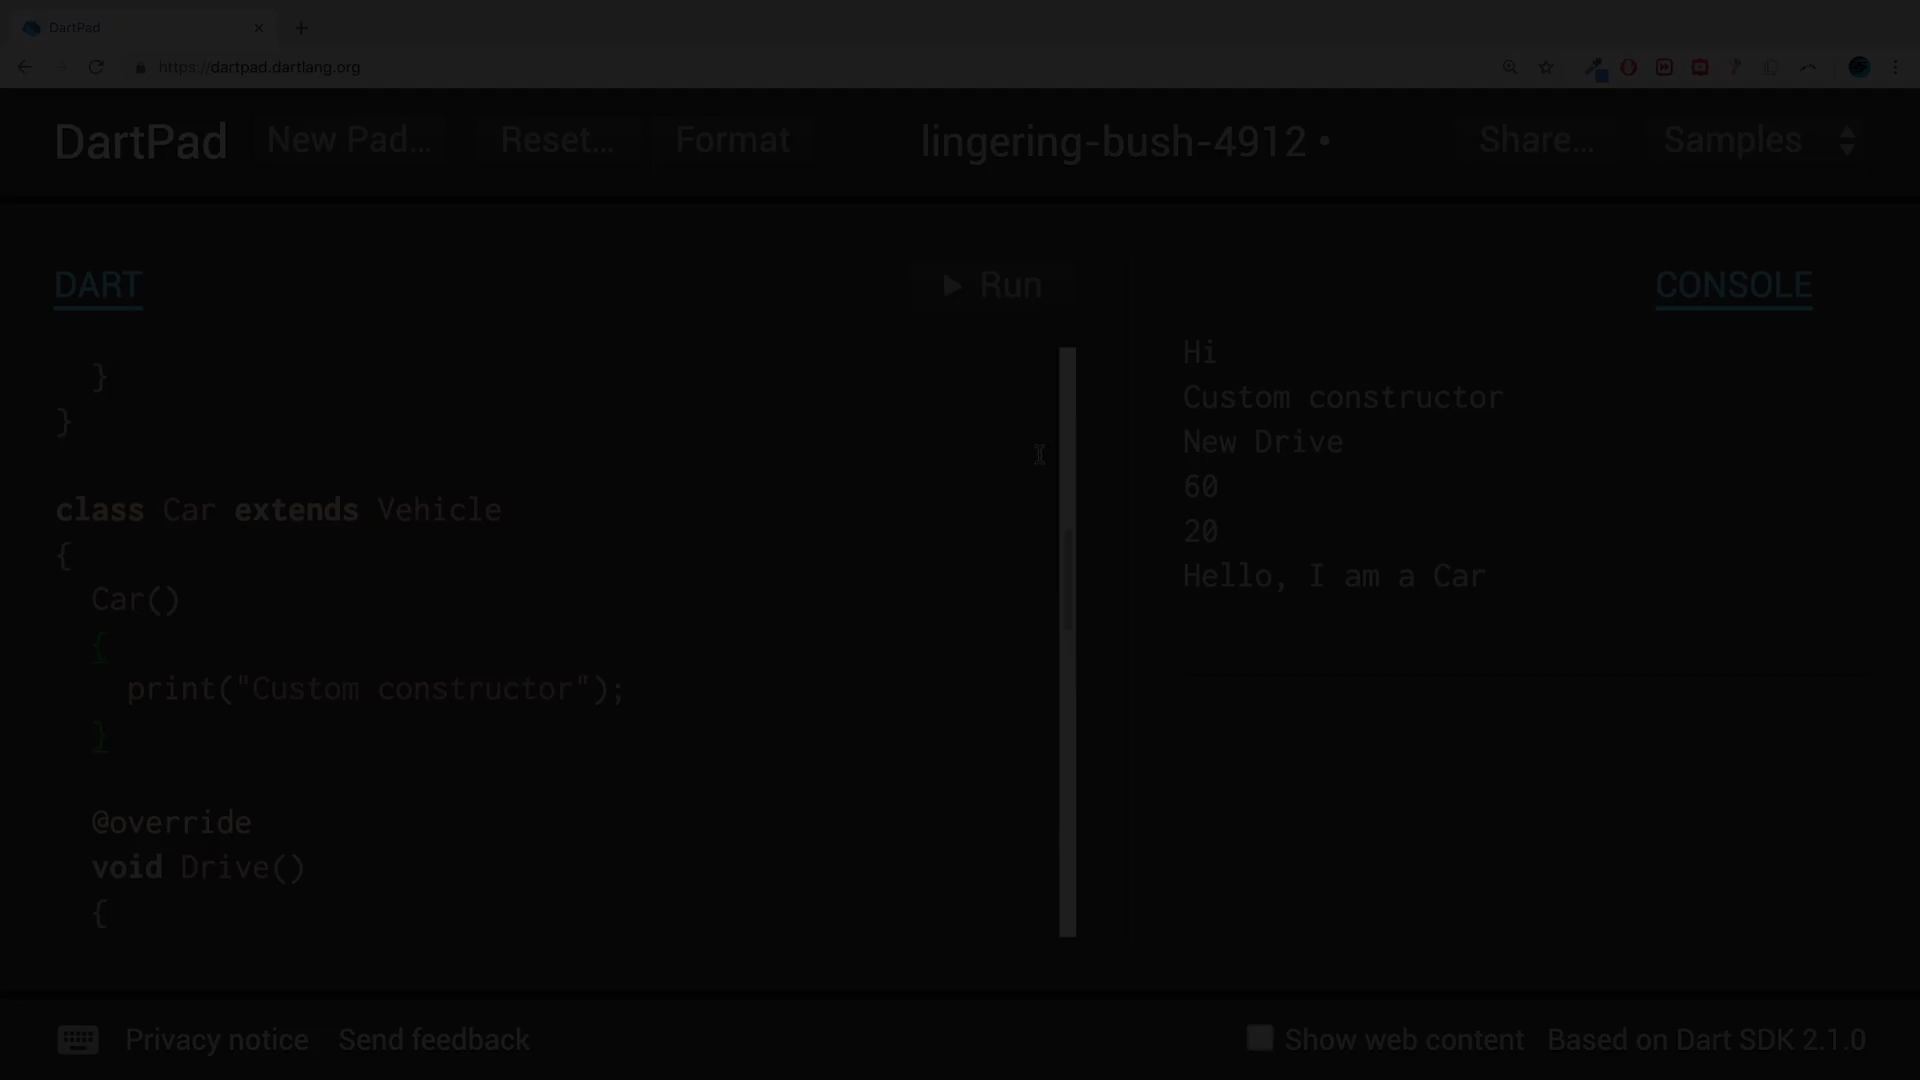 DartPad
https://dartpad.dartlang.org
DartPad New Pad... Reset... Format lingering-bush-4912 • Share... Samples
DART Run CONSOLE
}
}
class Car extends Vehicle
{
Car()
{
print("Custom constructor");
}
@override
void Drive()
{
Hi
Custom constructor
New Drive
60
20
Hello, I am a Car
Privacy notice Send feedback Show web content Based on Dart SDK 2.1.0